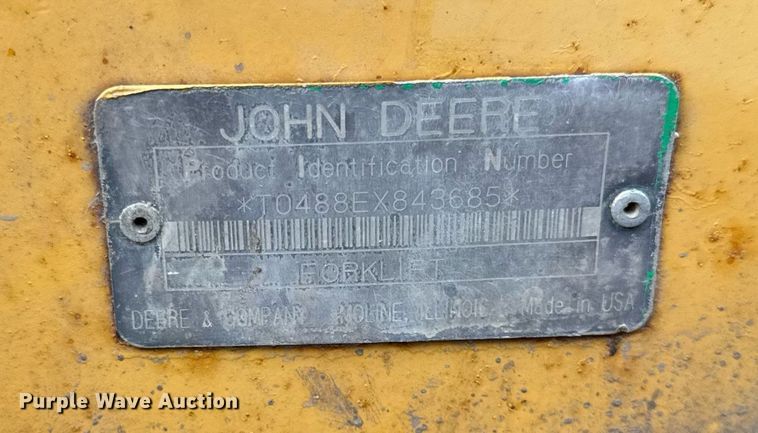 JOHN DEERE
Product Identification Number
*T0488EX843685*
FORKLIFT
DEERE & COMPANY MOLINE, ILLINOIS Made in USA
Purple Wave Auction